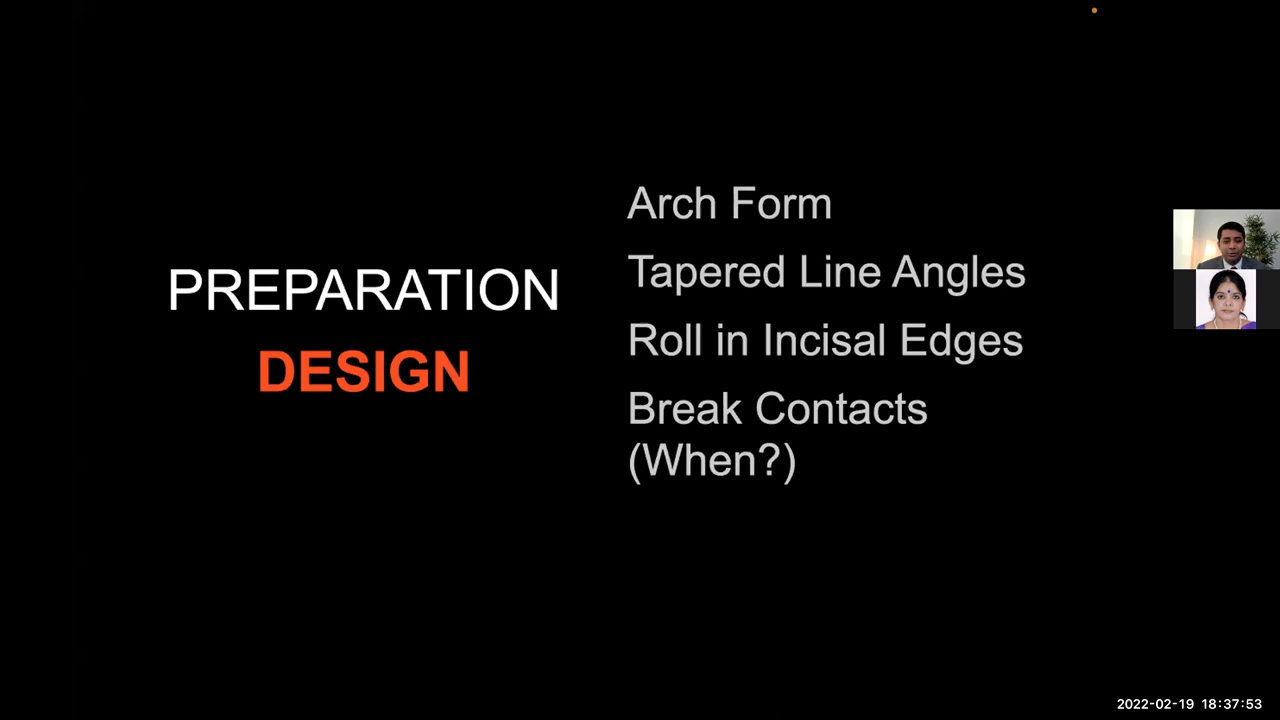 PREPARATION
DESIGN
Arch Form
Tapered Line Angles
Roll in Incisal Edges
Break Contacts
(When?)
2022-02-19 18:37:53